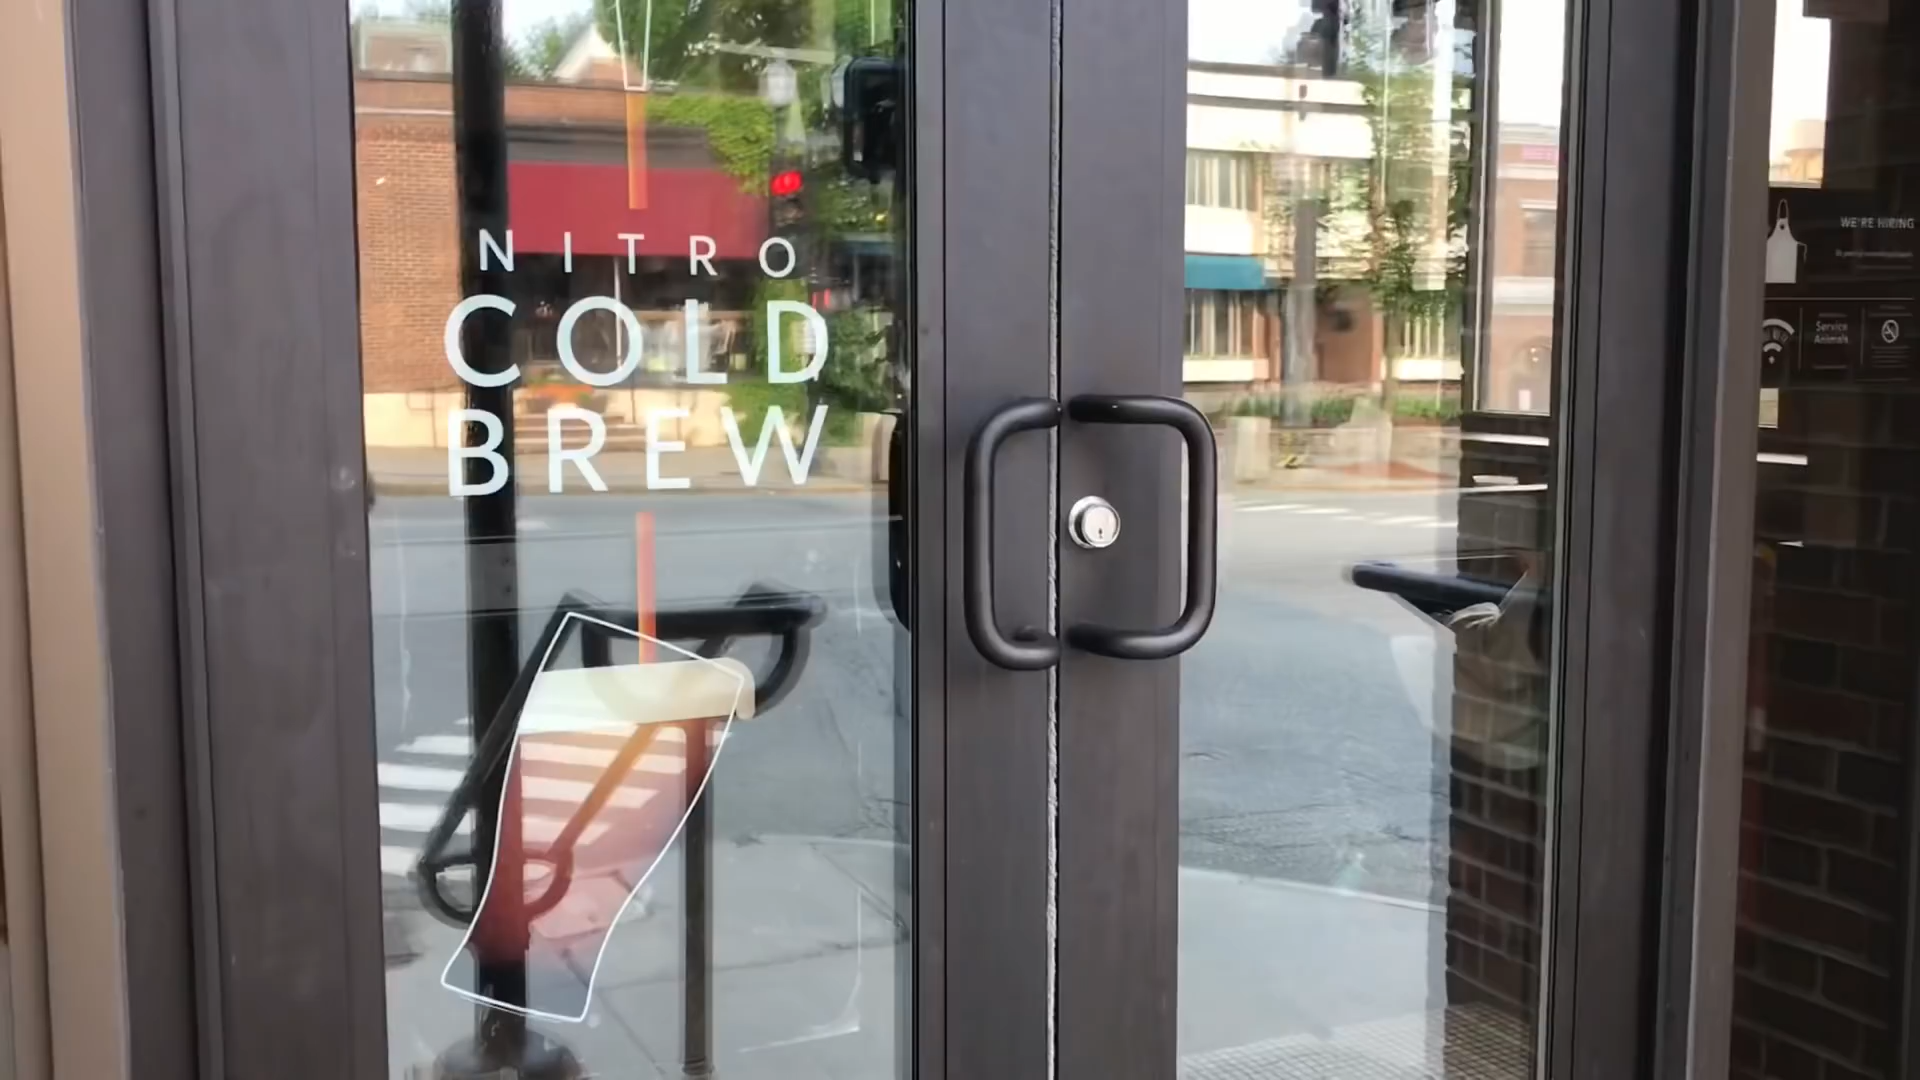 NITRO
COLD
BREW
WE'RE HIRING
Service
Animals